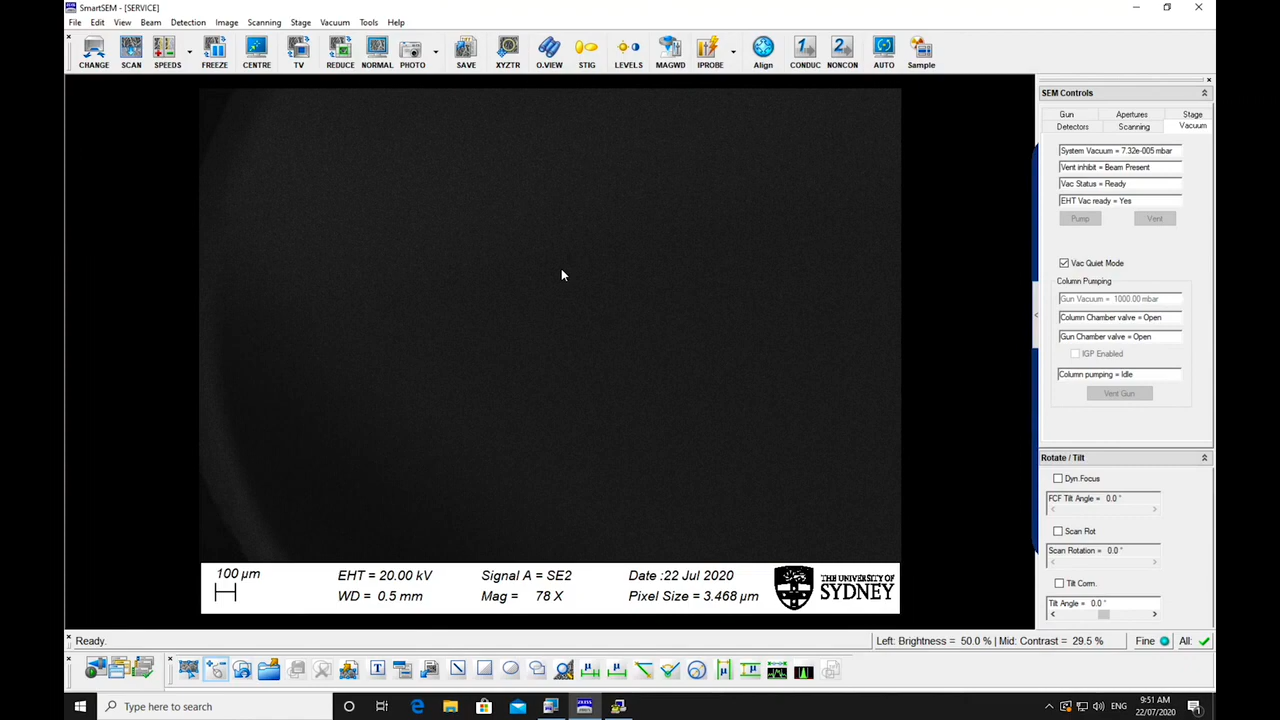 SmartSEM - [SERVICE]
File Edit View Beam Detection Image Scanning Stage Vacuum Tools Help
CHANGE SCAN SPEEDS FREEZE CENTRE TV REDUCE NORMAL PHOTO SAVE XYZTR O.VIEW STIG LEVELS MAGWD IPROBE Align CONDUC NONCON AUTO Sample
SEM Controls
Gun Apertures Stage
Detectors Scanning Vacuum
System Vacuum = 7.32e-005 mbar
Vent inhibit = Beam Present
Vac Status = Ready
EHT Vac ready = Yes
Pump Vent
Vac Quiet Mode
Column Pumping
Gun Vacuum = 1000.00 mbar
Column Chamber valve = Open
Gun Chamber valve = Open
IGP Enabled
Column pumping = Idle
Vent Gun
Rotate / Tilt
Dyn.Focus
FCF Tilt Angle = 0.0 °
Scan Rot
Scan Rotation = 0.0 °
Tilt Corrn.
Tilt Angle = 0.0 °
100 µm
EHT = 20.00 kV Signal A = SE2 Date :22 Jul 2020
WD = 0.5 mm Mag = 78 X Pixel Size = 3.468 µm
THE UNIVERSITY OF
SYDNEY
Ready. Left: Brightness = 50.0 % | Mid: Contrast = 29.5 % Fine All:
Type here to search
ENG
9:51 AM
22/07/2020